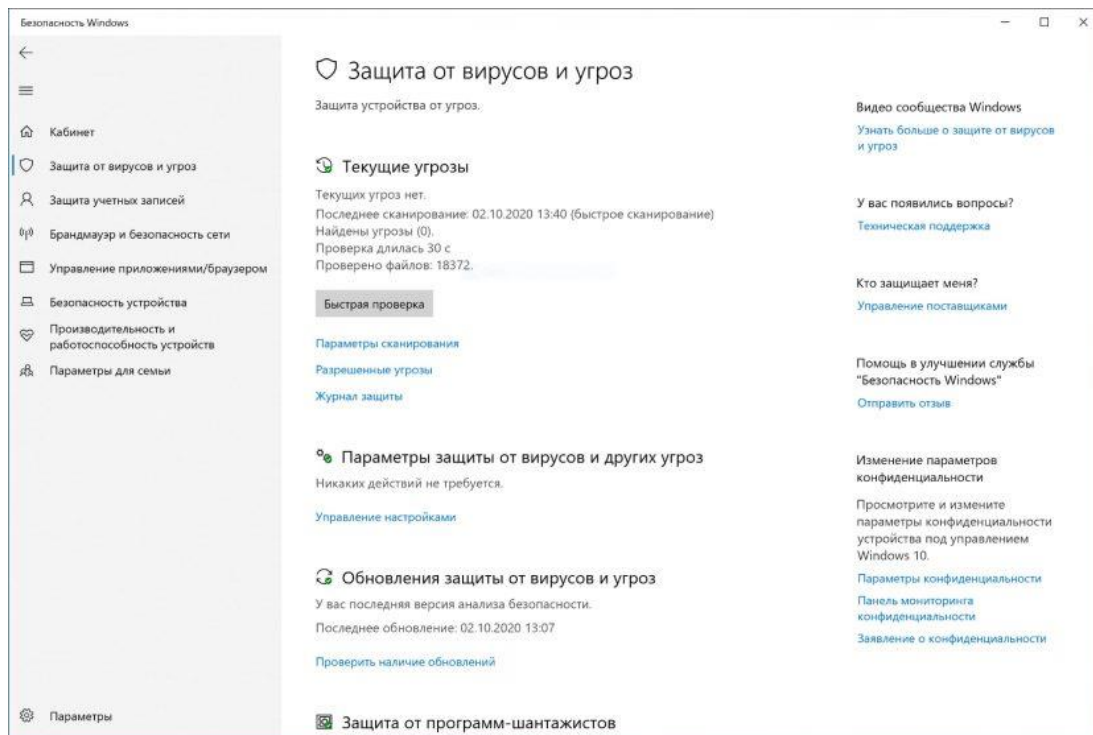 Безопасность Windows
Кабинет
Защита от вирусов и угроз
Защита учетных записей
Брандмауэр и безопасность сети
Управление приложениями/браузером
Безопасность устройства
Производительность и
работоспособность устройств
Параметры для семьи
Параметры
Защита от вирусов и угроз
Защита устройства от угроз.
Текущие угрозы
Текущих угроз нет.
Последнее сканирование: 02.10.2020 13:40 (быстрое сканирование)
Найдены угрозы (0).
Проверка длилась 30 с
Проверено файлов: 18372.
Быстрая проверка
Параметры сканирования
Разрешенные угрозы
Журнал защиты
Параметры защиты от вирусов и других угроз
Никаких действий не требуется.
Управление настройками
Обновления защиты от вирусов и угроз
У вас последняя версия анализа безопасности.
Последнее обновление: 02.10.2020 13:07
Проверить наличие обновлений
Защита от программ-шантажистов
Видео сообщества Windows
Узнать больше о защите от вирусов
и угроз
У вас появились вопросы?
Техническая поддержка
Кто защищает меня?
Управление поставщиками
Помощь в улучшении службы
"Безопасность Windows"
Отправить отзыв
Изменение параметров
конфиденциальности
Просмотрите и измените
параметры конфиденциальности
устройства под управлением
Windows 10.
Параметры конфиденциальности
Панель мониторинга
конфиденциальности
Заявление о конфиденциальности